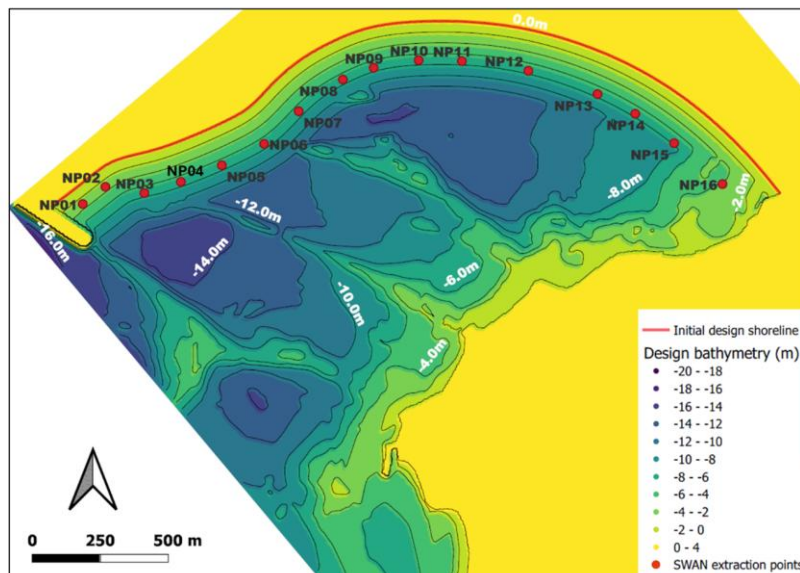 0.0m
NP10
NP11
NP09
NP12
NP08
NP13
NP07
NP14
NP06
NP15
NP05
NP04
NP02
NP03
NP16
NP01
-2.0m
-8.0m
-12.0m
-16.0m
-14.0m
-6.0m
-10.0m
-4.0m
Initial design shoreline
Design bathymetry (m)
-20 - -18
-18 - -16
-16 - -14
-14 - -12
-12 - -10
-10 - -8
-8 - -6
-6 - -4
-4 - -2
-2 - 0
0 - 4
SWAN extraction points
0 250 500 m